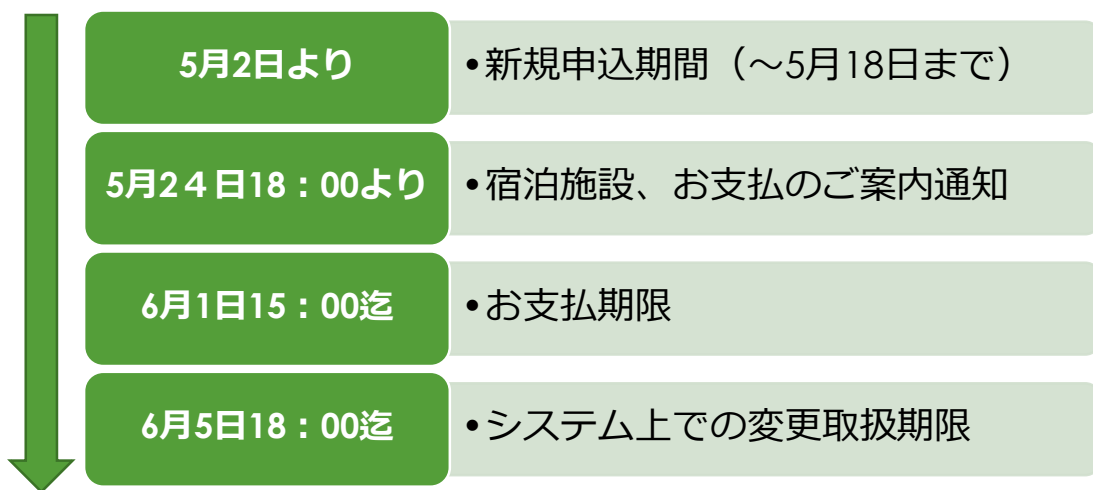 5月2日より
•新規申込期間（～5月18日まで）
5月2４日18：00より
•宿泊施設、お支払のご案内通知
6月1日15：00迄
•お支払期限
6月5日18：00迄
•システム上での変更取扱期限